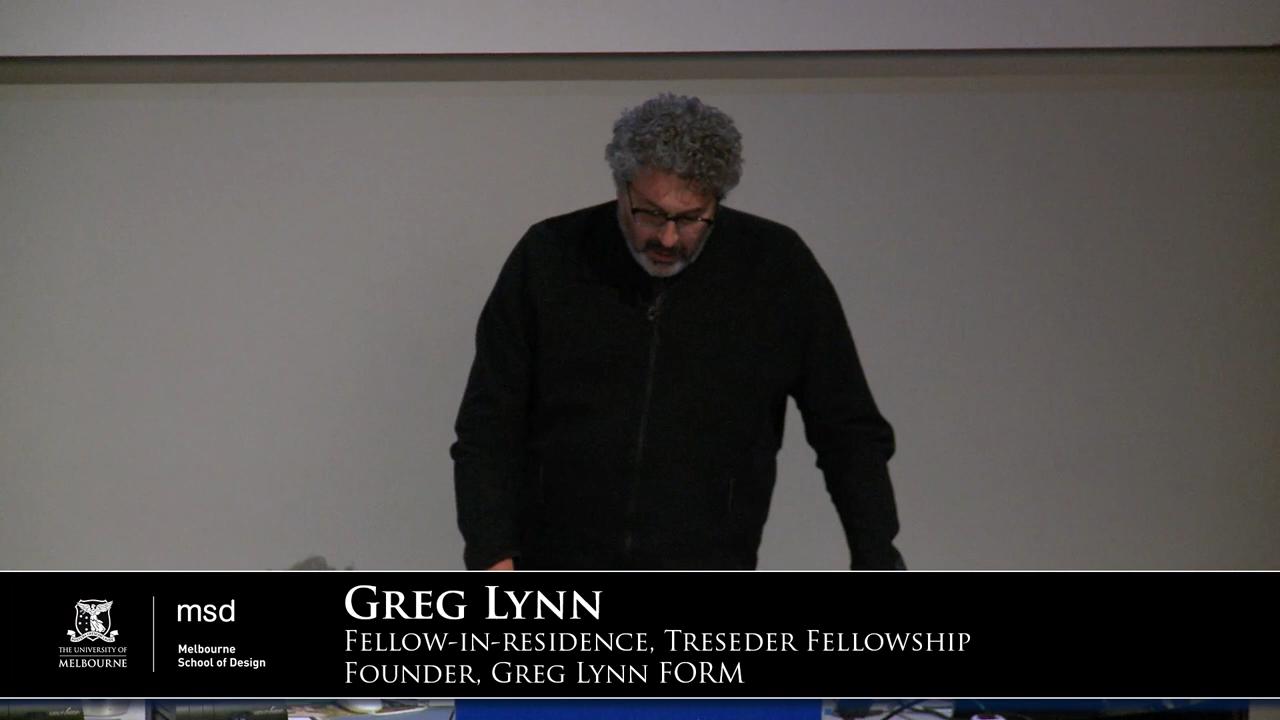 THE UNIVERSITY OF
MELBOURNE
msd
Melbourne
School of Design
GREG LYNN
FELLOW-IN-RESIDENCE, TRESEDER FELLOWSHIP
FOUNDER, GREG LYNN FORM